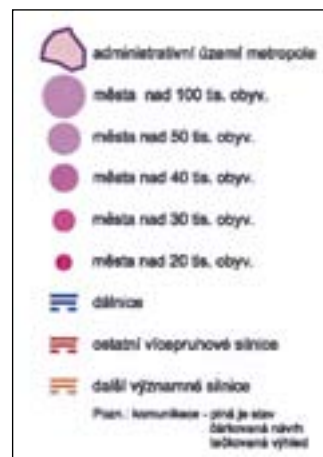 administrativní území metropole
města nad 100 tis. obyv.
města nad 50 tis. obyv.
města nad 40 tis. obyv.
města nad 30 tis. obyv.
města nad 20 tis. obyv.
dálnice
ostatní vícepruhové silnice
další významné silnice
Pozn.: komunikace - plná je stav
čárkovaná návrh
tečkovaná výhled